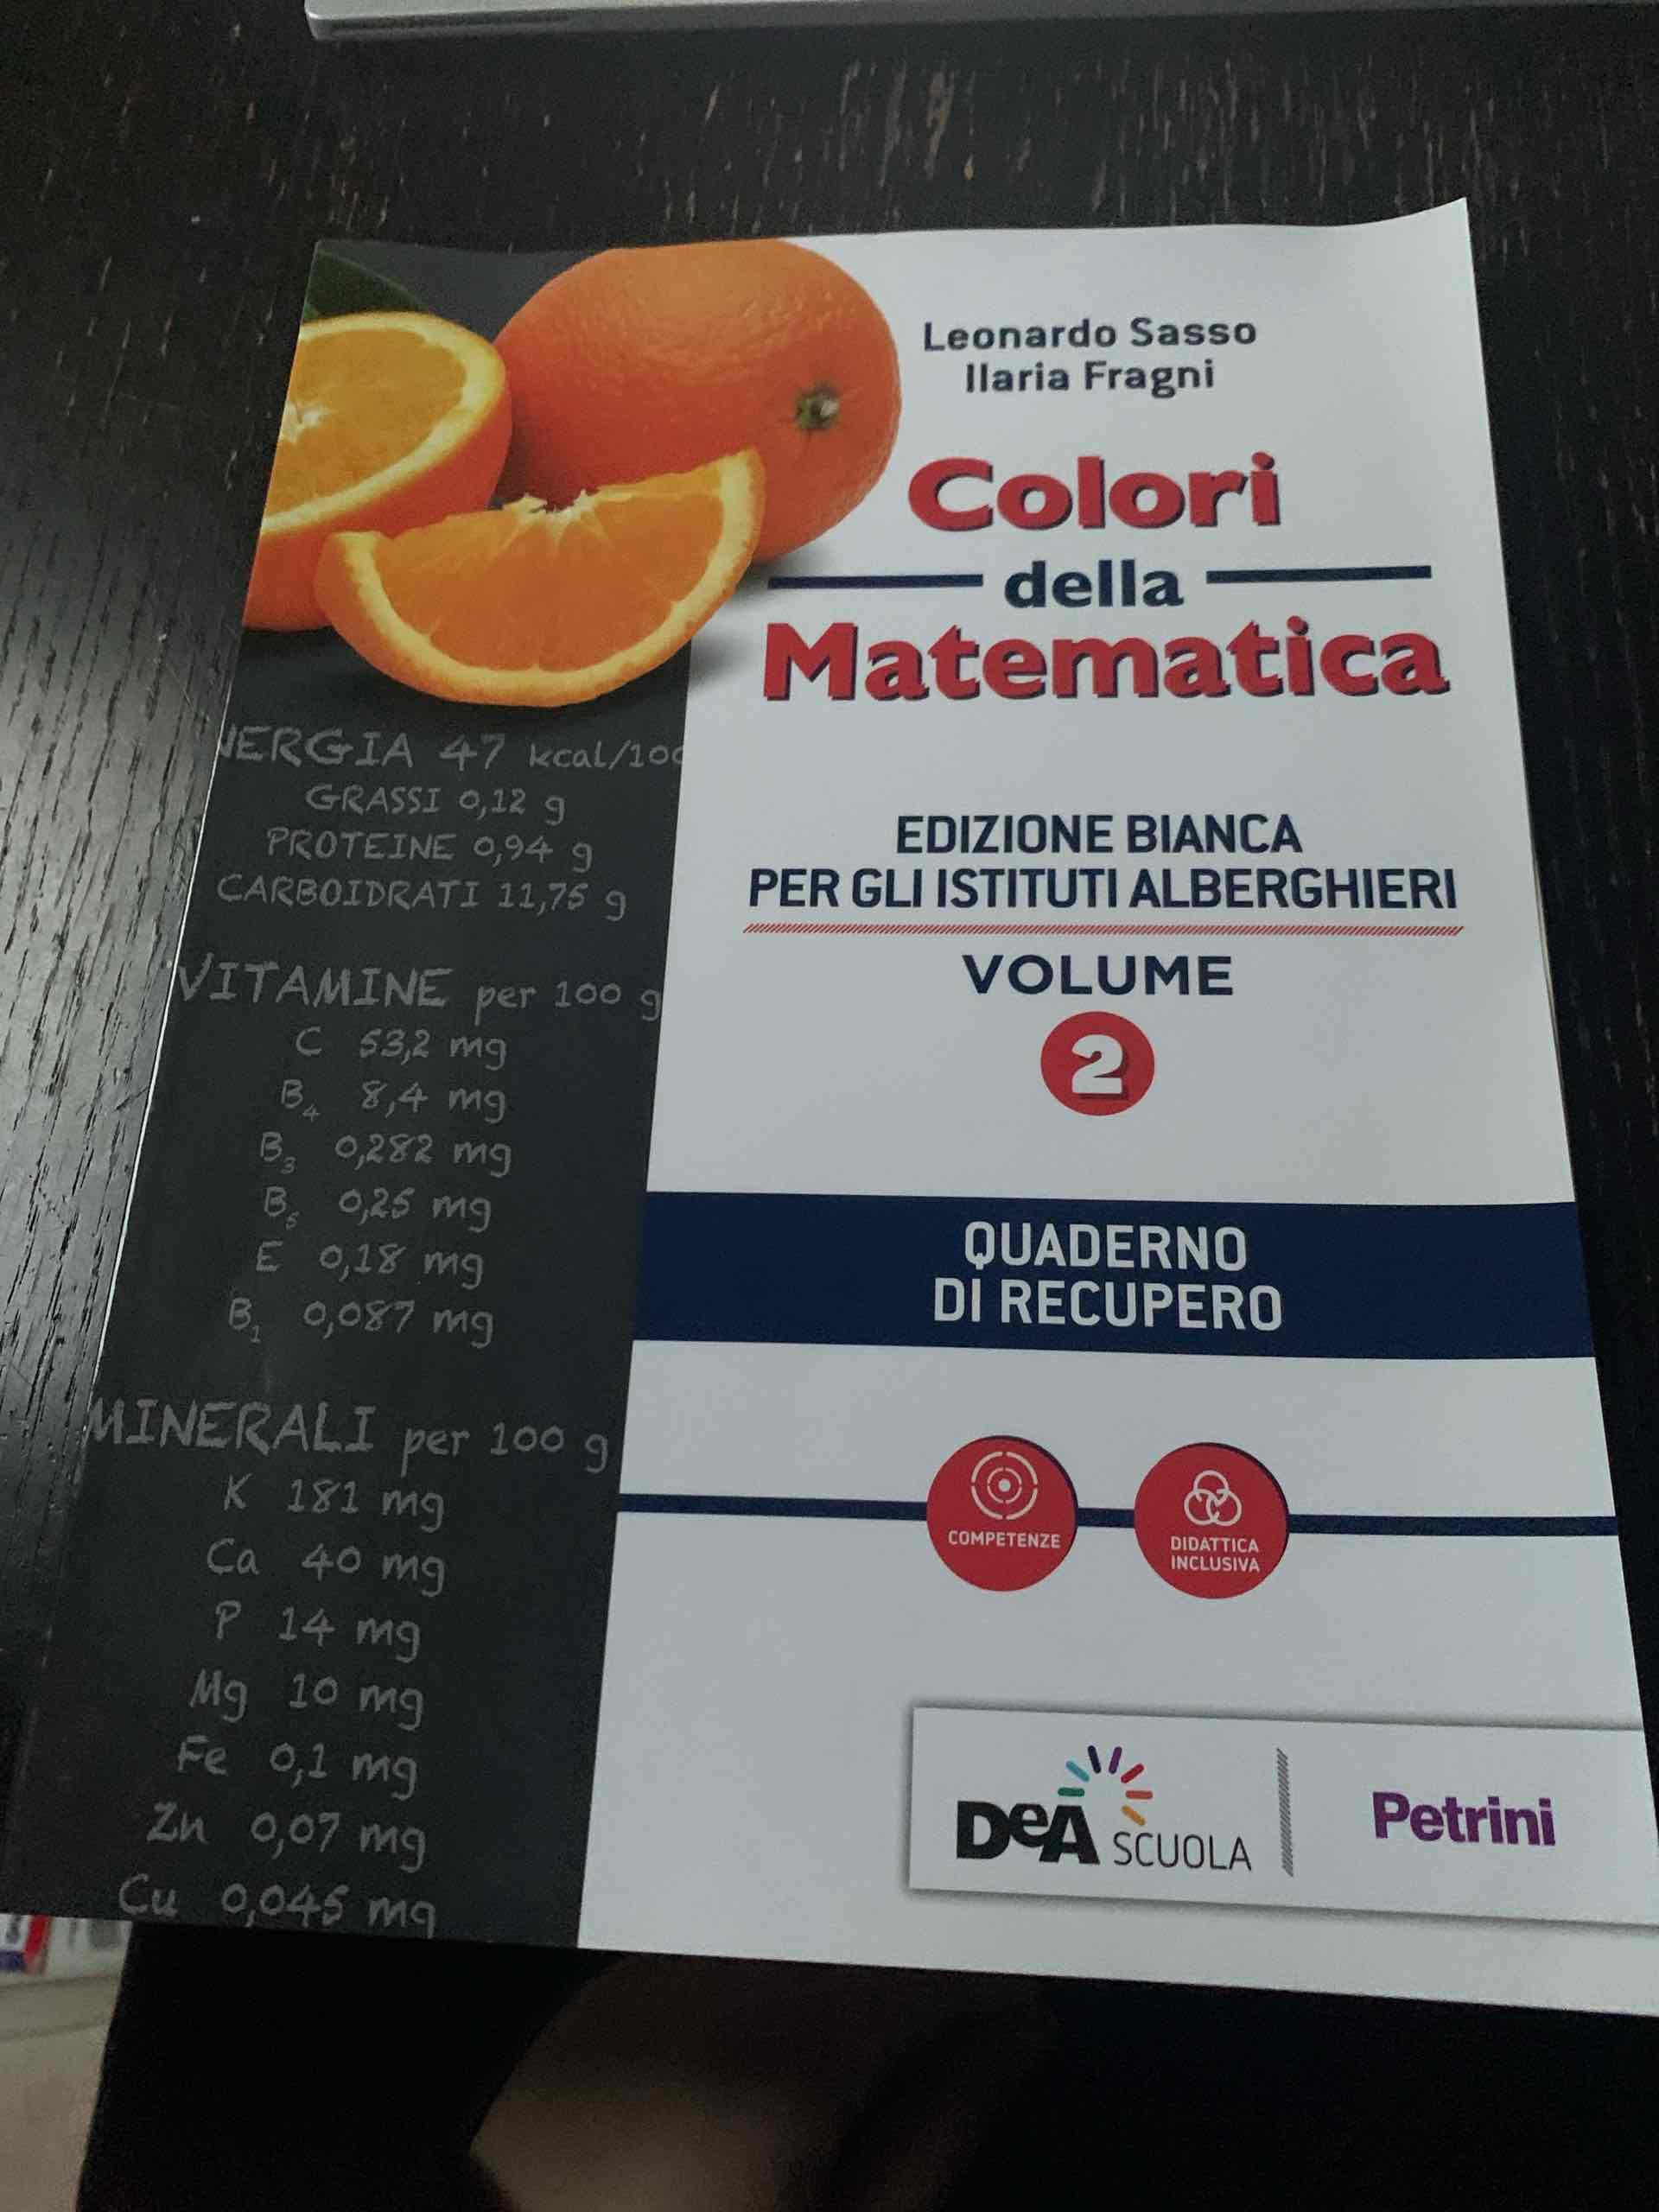 Leonardo Sasso
Ilaria Fragni
Colori
della
Matematica
EDIZIONE BIANCA
PER GLI ISTITUTI ALBERGHIERI
VOLUME
2
QUADERNO
DI RECUPERO
COMPETENZE
DIDATTICA
INCLUSIVA
DeA SCUOLA
Petrini
NERGIA 47 kcal/100
GRASSI 0,12 g
PROTEINE 0,94 g
CARBOIDRATI 11,75 g
VITAMINE per 100 g
C 53,2 mg
B4 8,4 mg
B3 0,282 mg
B5 0,25 mg
E 0,18 mg
B1 0,087 mg
MINERALI per 100 g
K 181 mg
Ca 40 mg
P 14 mg
Mg 10 mg
Fe 0,1 mg
Zn 0,07 mg
Cu 0,045 mg